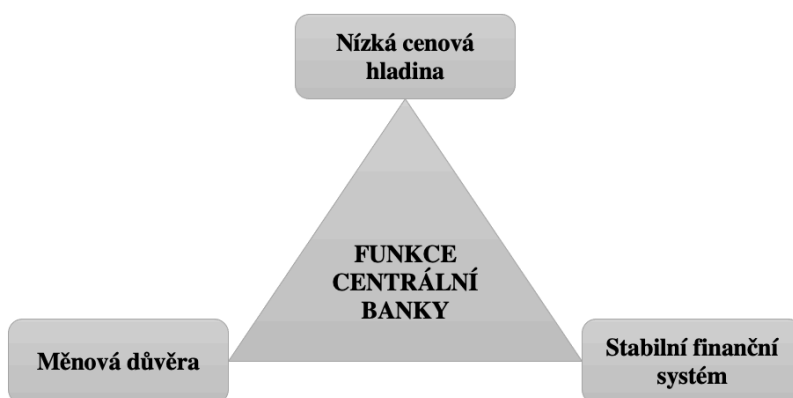 Nízká cenová
hladina
FUNKCE
CENTRÁLNÍ
BANKY
Měnová důvěra
Stabilní finanční
systém